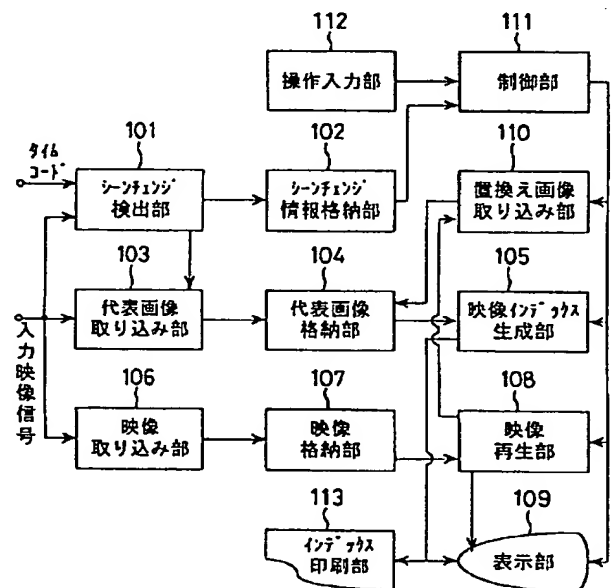 112
操作入力部
111
制御部
タイム
コード
101
シーンチェンジ
検出部
102
シーンチェンジ
情報格納部
110
置換え画像
取り込み部
103
代表画像
取り込み部
104
代表画像
格納部
105
映像インデックス
生成部
入力映像信号
106
映像
取り込み部
107
映像
格納部
108
映像
再生部
113
インデックス
印刷部
109
表示部